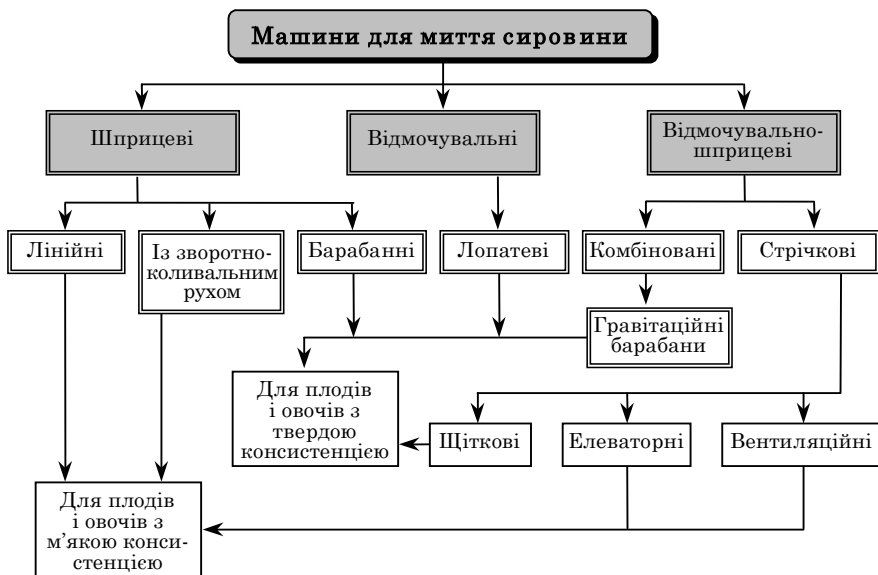 Машини для миття сировини
Шприцеві
Відмочувальні
Відмочувально-
шприцеві
Лінійні
Із зворотно-
коливальним
рухом
Барабанні
Лопатеві
Комбіновані
Стрічкові
Гравітаційні
барабани
Для плодів
і овочів з
твердою
консистенцією
Щіткові
Елеваторні
Вентиляційні
Для плодів
і овочів з
м'якою конси-
стенцією